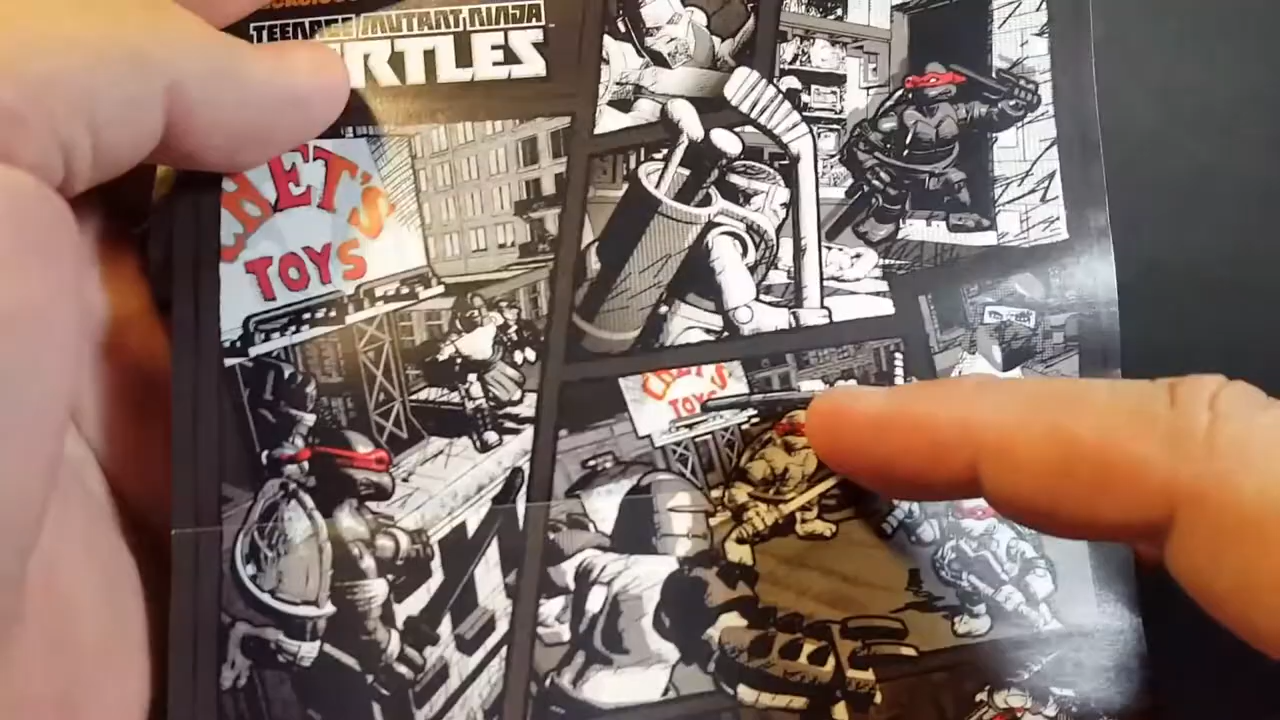 TEENAGE MUTANT NINJA
TURTLES
CHET'S
TOYS
CHET'S
TOYS